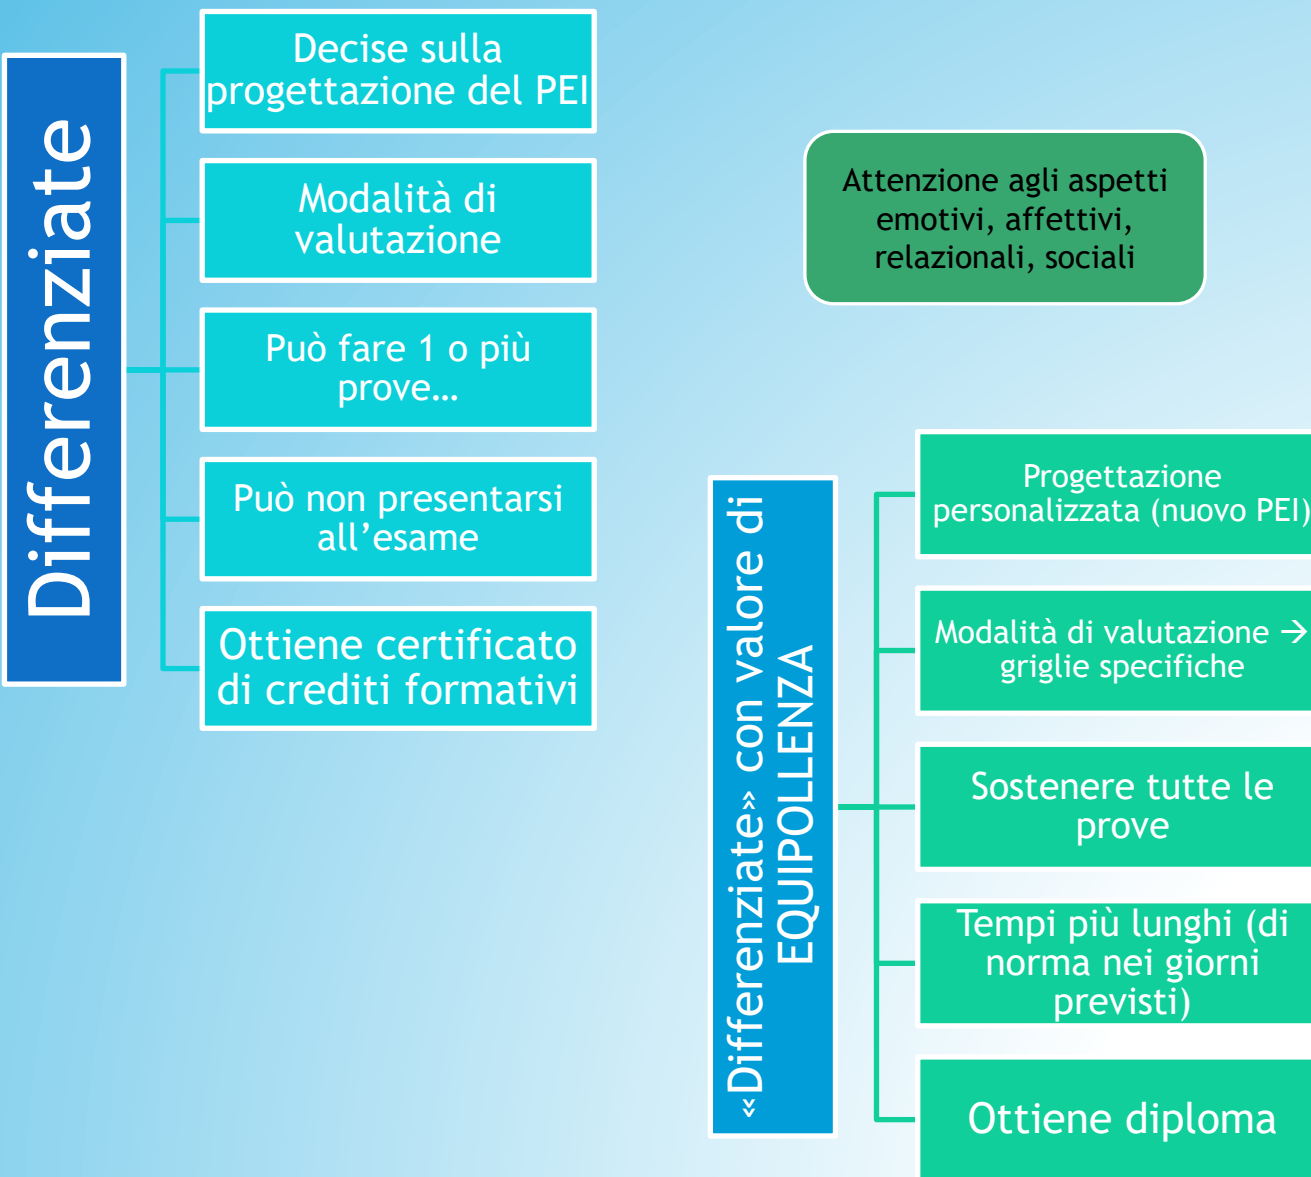 Differenziate
Decise sulla
progettazione del PEI
Modalità di
valutazione
Può fare 1 o più
prove…
Può non presentarsi
all’esame
Ottiene certificato
di crediti formativi
Attenzione agli aspetti
emotivi, affettivi,
relazionali, sociali
«Differenziate» con valore di
EQUIPOLLENZA
Progettazione
personalizzata (nuovo PEI)
Modalità di valutazione →
griglie specifiche
Sostenere tutte le
prove
Tempi più lunghi (di
norma nei giorni
previsti)
Ottiene diploma